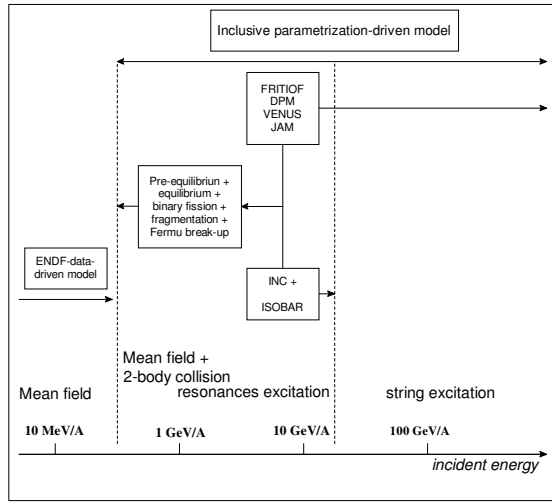 Inclusive parametrization-driven model
FRITIOF
DPM
VENUS
JAM
Pre-equilibriun +
equilibrium +
binary fission +
fragmentation +
Fermu break-up
ENDF-data-
driven model
INC +
ISOBAR
Mean field +
2-body collision
Mean field
resonances excitation
string excitation
10 MeV/A
1 GeV/A
10 GeV/A
100 GeV/A
incident energy